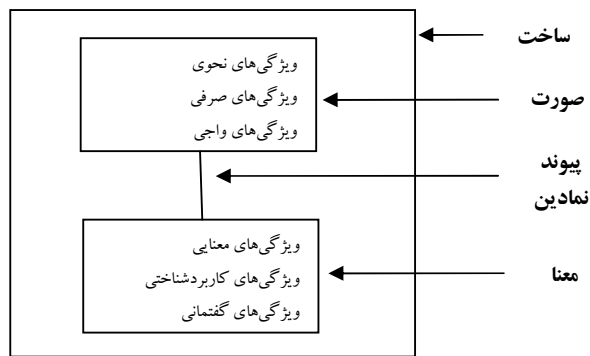 ساخت
ویژگی‌های نحوی
ویژگی‌های صرفی
ویژگی‌های واجی
صورت
پیوند
نمادین
ویژگی‌های معنایی
ویژگی‌های کاربردشناختی
ویژگی‌های گفتمانی
معنا